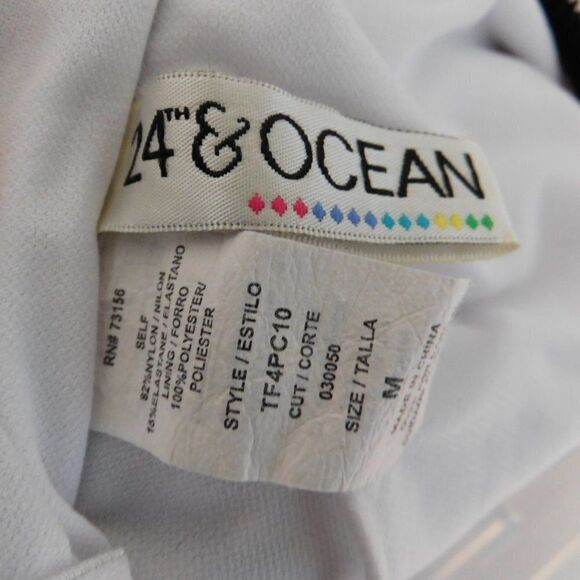 24TH & OCEAN
RN# 73156
SELF
82%NYLON / NILON
18%ELASTANE / ELASTANO
LINING / FORRO
100%POLYESTER/
POLIESTER
STYLE / ESTILO
TF4PC10
CUT / CORTE
030050
SIZE / TALLA
M
MADE IN CHINA